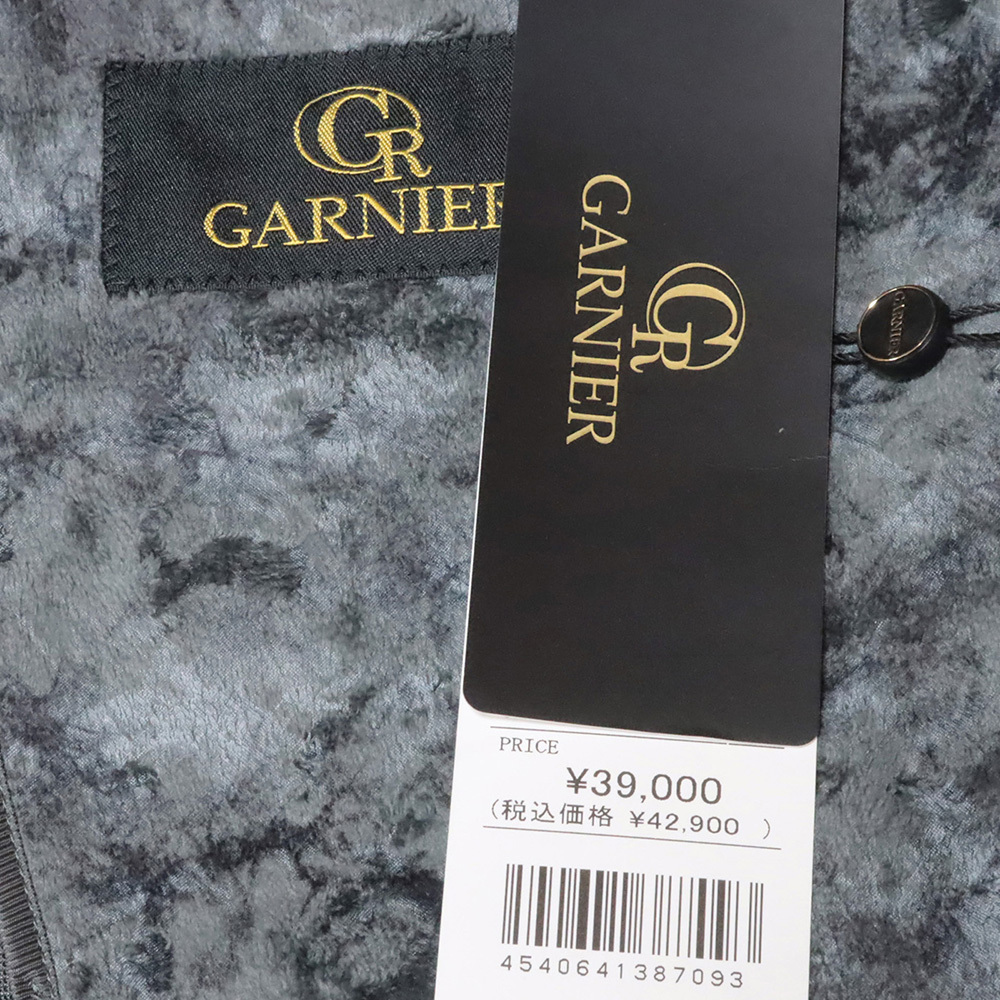 GR
GARNIER
GR
GARNIER
GARNIER
PRICE
¥39,000
(税込価格 ¥42,900 )
4540641387093